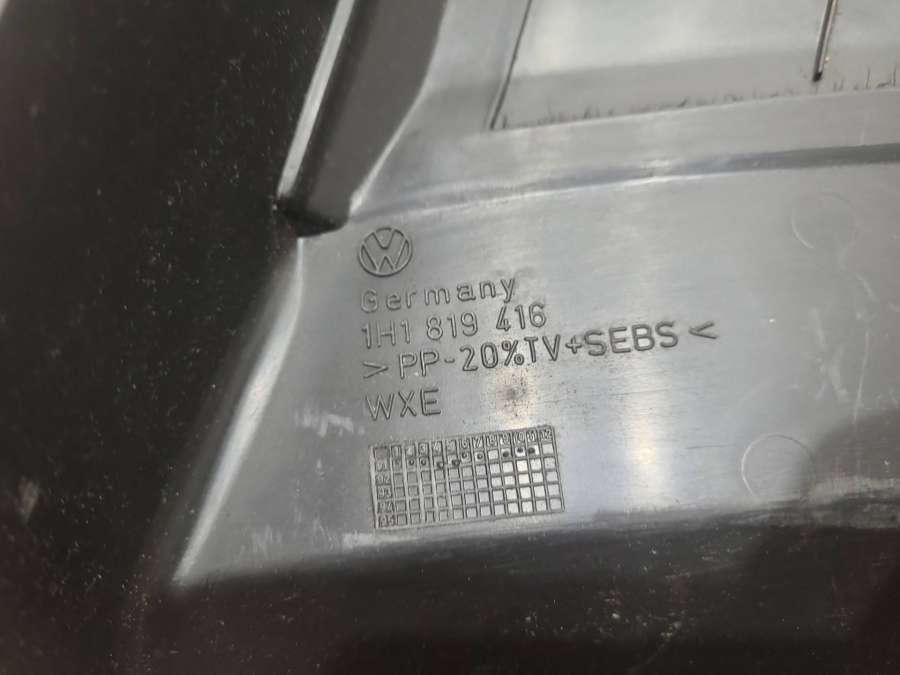 Germany
1H1 819 416
> PP-20%TV+SEBS <
WXE